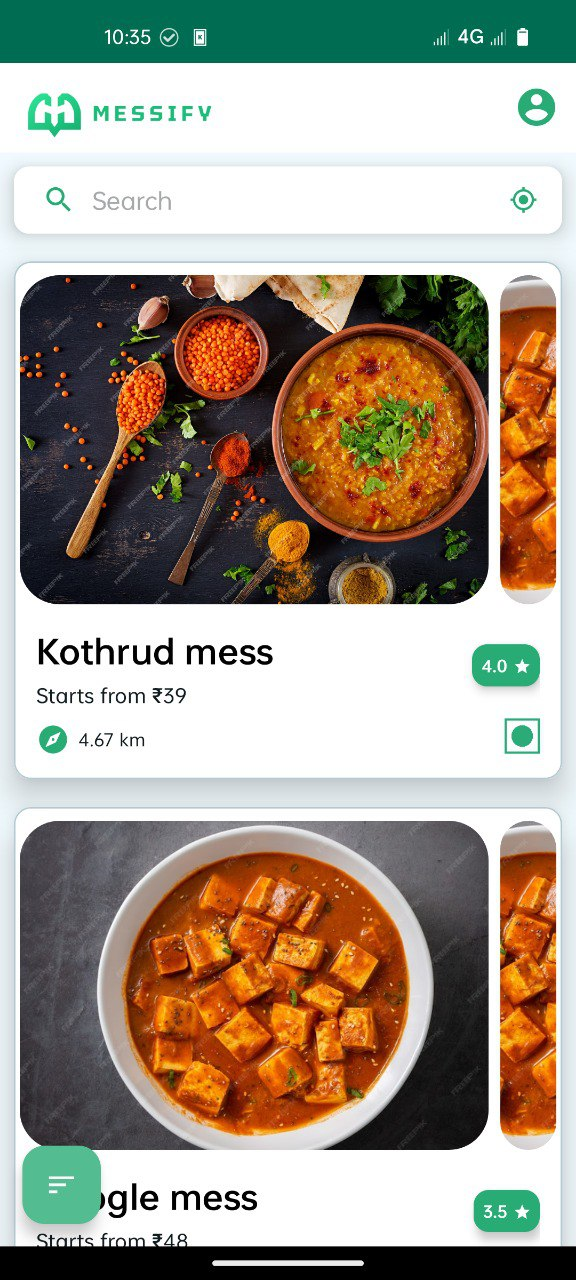 10:35
4G
MESSIFY
Search
Kothrud mess
4.0
Starts from ₹39
4.67 km
mess
3.5
Starts from ₹48